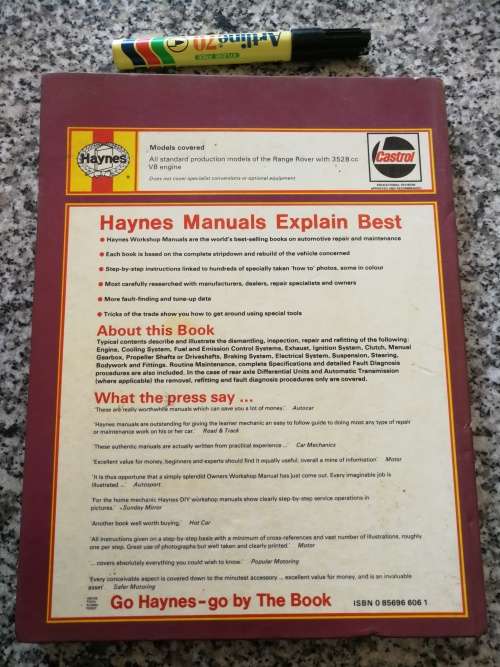 Artline 70
Haynes
Models covered
All standard production models of the Range Rover with 3528 cc
V8 engine
Does not cover specialist conversions or optional equipment
Castrol
Haynes Manuals Explain Best
Haynes Workshop Manuals are the world's best-selling books on automotive repair and maintenance
Each book is based on the complete stripdown and rebuild of the vehicle concerned
Step-by-step instructions linked to hundreds of specially taken 'how to' photos, some in colour
Most carefully researched with manufacturers, dealers, repair specialists and owners
More fault-finding and tune-up data
Tricks of the trade show you how to get around using special tools
About this Book
Typical contents describe and illustrate the dismantling, inspection, repair and refitting of the following:
Engine, Cooling System, Fuel and Emission Control Systems, Exhaust, Ignition System, Clutch, Manual
Gearbox, Propeller Shafts or Driveshafts, Braking System, Electrical System, Suspension, Steering,
Bodywork and Fittings. Routine Maintenance, complete Specifications and detailed Fault Diagnosis
procedures are also included. In the case of rear axle Differential Units and Automatic Transmission
(where applicable) the removal, refitting and fault diagnosis procedures only are covered.
What the press say ...
'These are really worthwhile manuals which can save you a lot of money.' Autocar
'Haynes manuals are outstanding for giving the learner mechanic an easy to follow guide to doing most any type of repair
or maintenance work on his or her car.' Road & Track
'These authentic manuals are actually written from practical experience ...' Car Mechanics
'Excellent value for money, beginners and experts should find it equally useful; overall a mine of information.' Motor
'It is thus opportune that a simply splendid Owners Workshop Manual has just come out. Every imaginable job is
illustrated ...' Autosport
'For the home mechanic Haynes DIY workshop manuals show clearly step-by-step service operations in
pictures.' Sunday Mirror
'Another book well worth buying.' Hot Car
'All instructions given on a step-by-step basis with a minimum of cross-references and vast number of illustrations, roughly
one per step. Great use of photographs but well taken and clearly printed.' Motor
'... covers absolutely everything you could wish to know.' Popular Motoring
'Every conceivable aspect is covered down to the minutest accessory ... excellent value for money, and is an invaluable
asset' Safer Motoring
Go Haynes-go by The Book
ISBN 0 85696 606 1